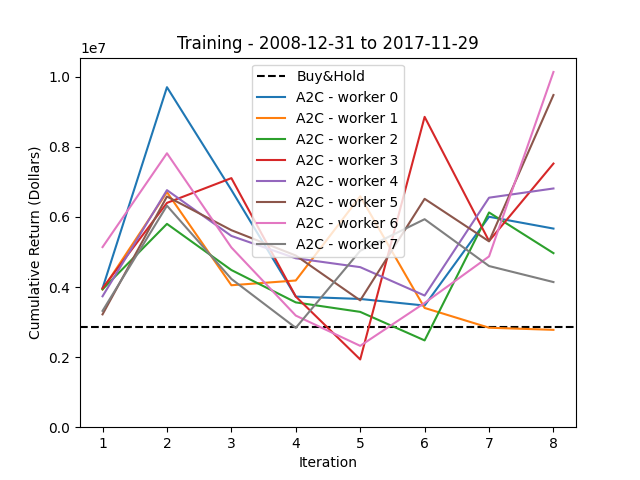 Training - 2008-12-31 to 2017-11-29
1e7
1.0
0.8
0.6
0.4
0.2
0.0
Cumulative Return (Dollars)
Buy&Hold
A2C - worker 0
A2C - worker 1
A2C - worker 2
A2C - worker 3
A2C - worker 4
A2C - worker 5
A2C - worker 6
A2C - worker 7
1 2 3 4 5 6 7 8
Iteration